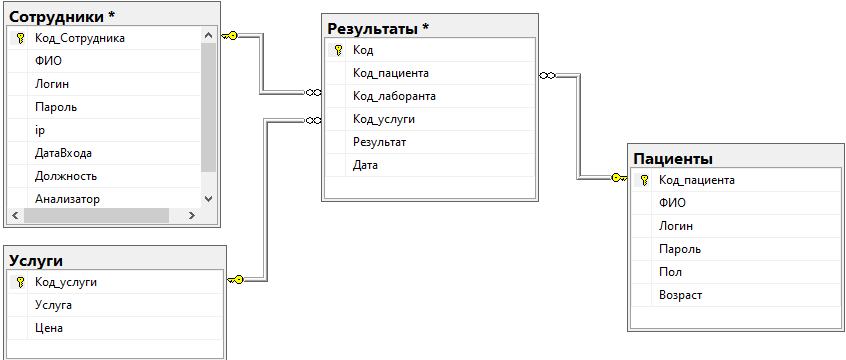 Сотрудники *
Код_Сотрудника
ФИО
Логин
Пароль
ip
ДатаВхода
Должность
Анализатор
Услуги
Код_услуги
Услуга
Цена
Результаты *
Код
Код_пациента
Код_лаборанта
Код_услуги
Результат
Дата
Пациенты
Код_пациента
ФИО
Логин
Пароль
Пол
Возраст